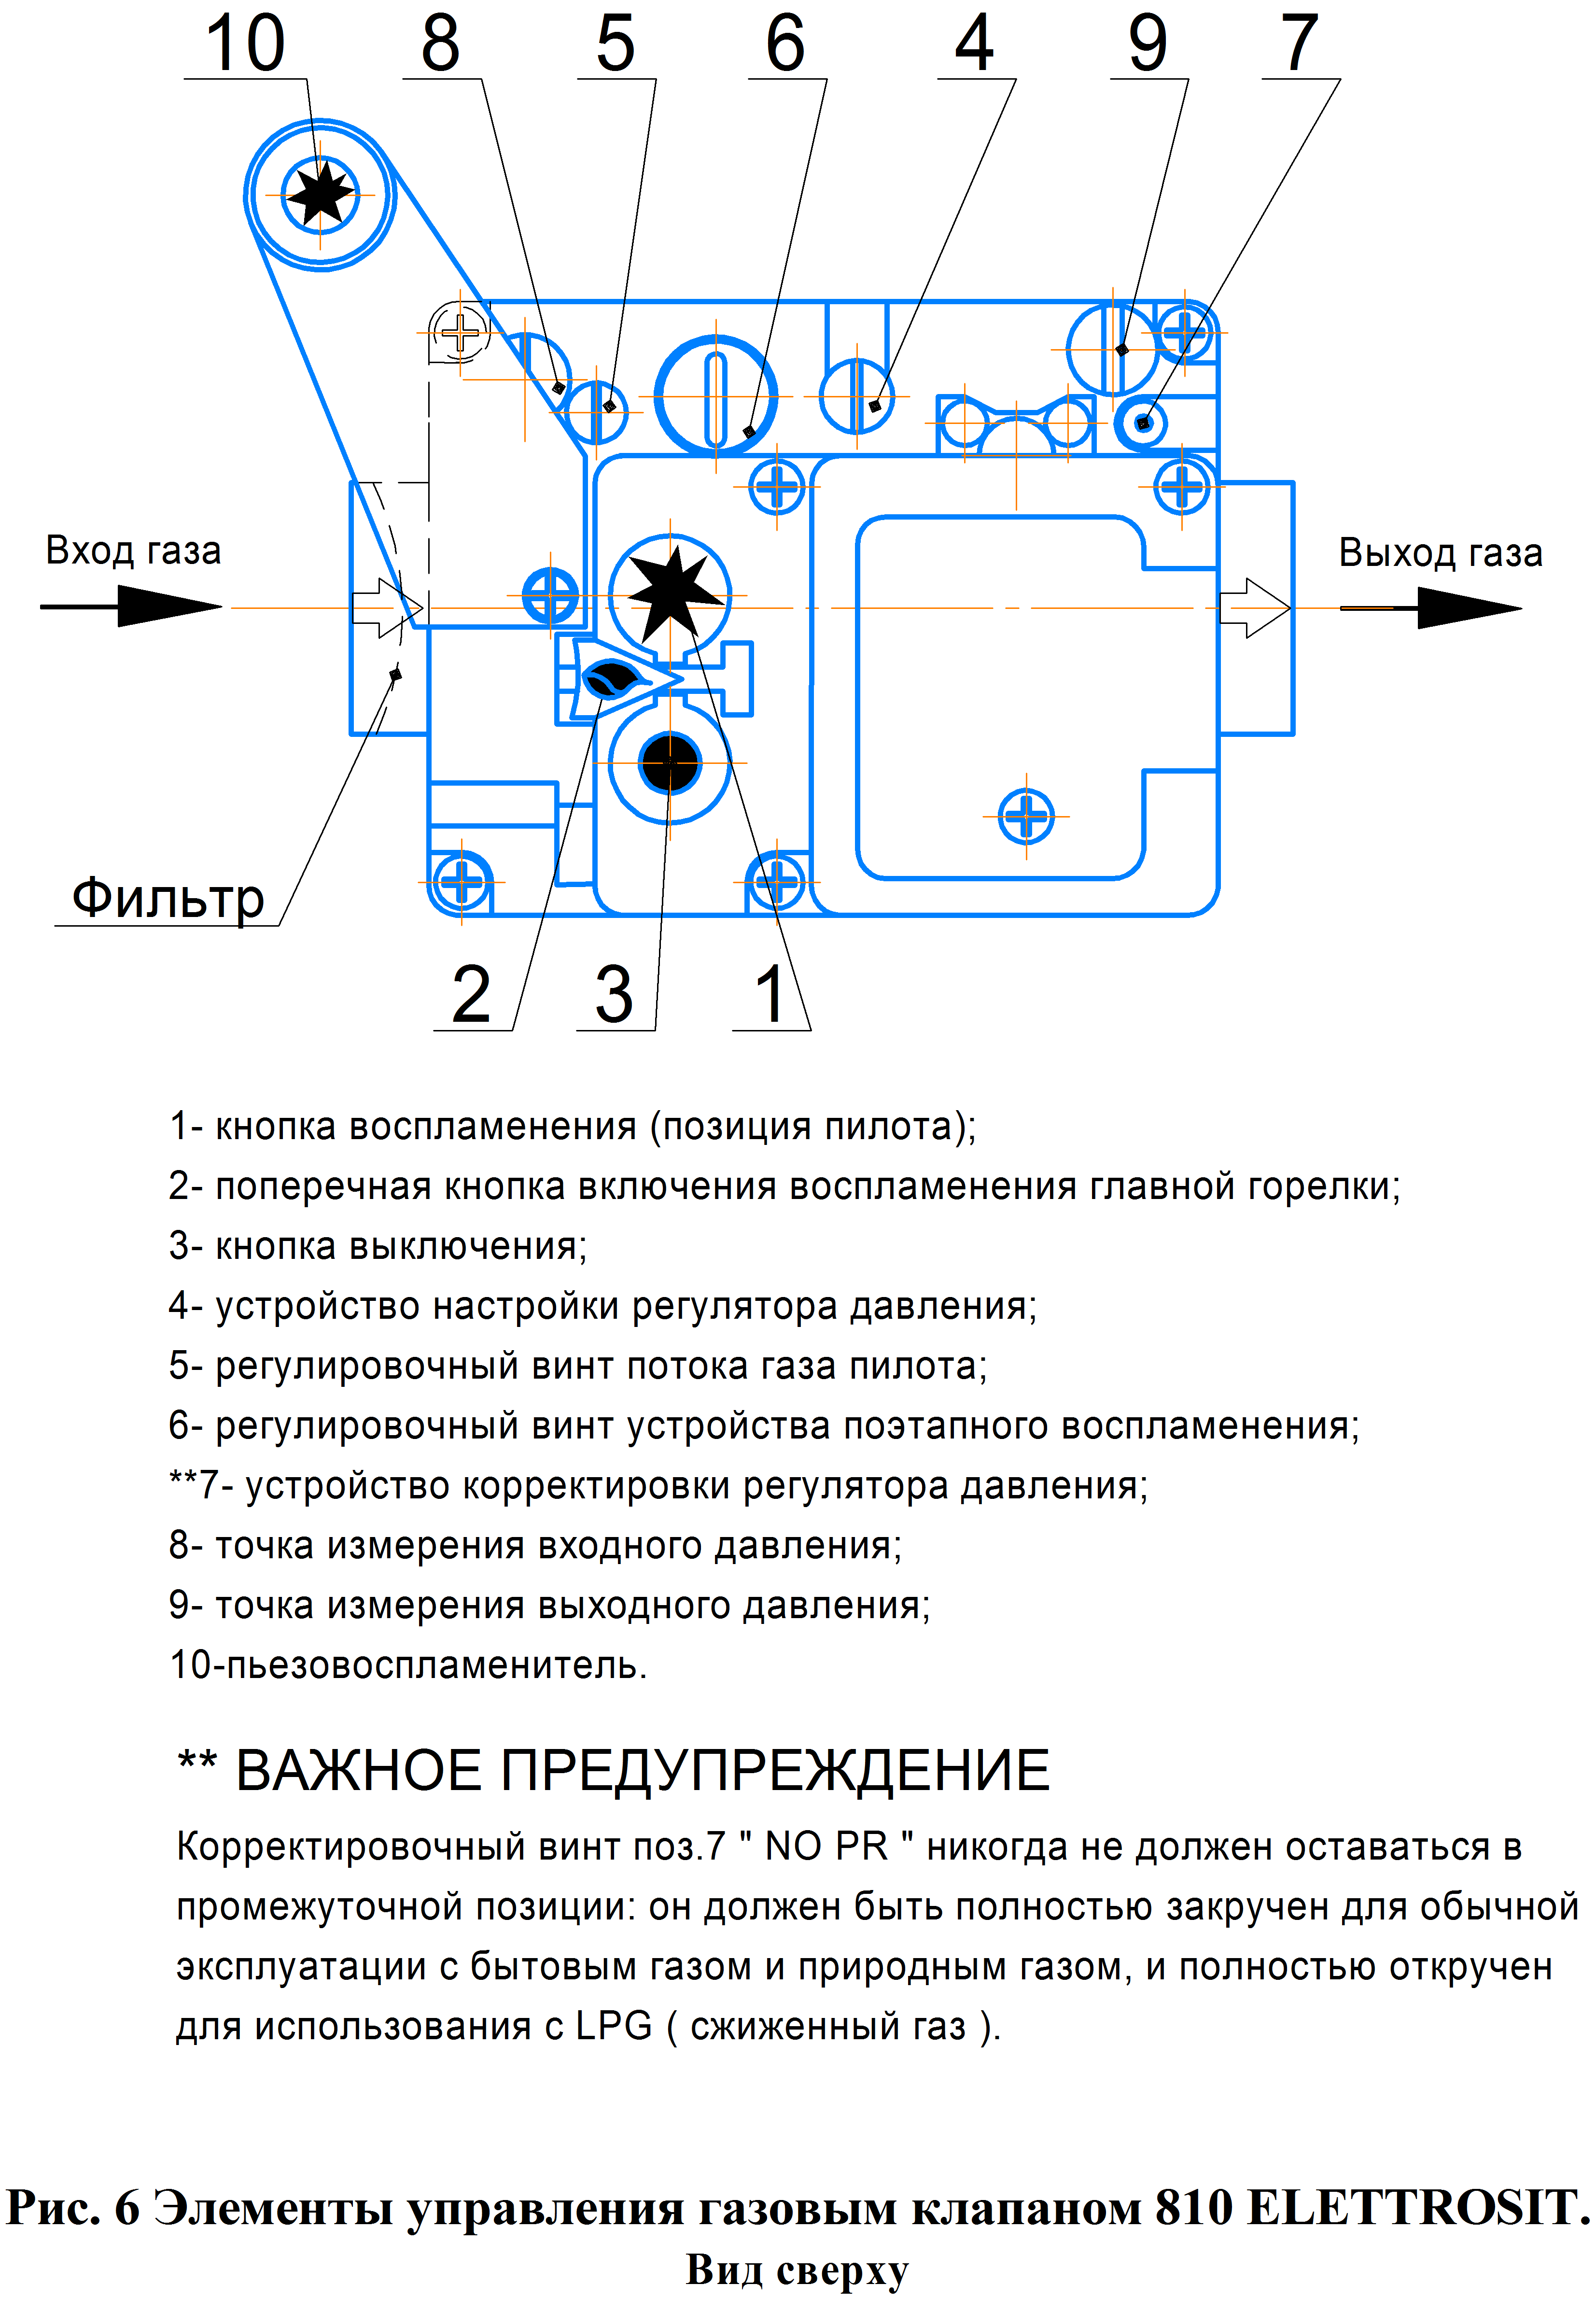 10 8 5 6 4 9 7
Вход газа
Выход газа
Фильтр
2 3 1
1- кнопка воспламенения (позиция пилота);
2- поперечная кнопка включения воспламенения главной горелки;
3- кнопка выключения;
4- устройство настройки регулятора давления;
5- регулировочный винт потока газа пилота;
6- регулировочный винт устройства поэтапного воспламенения;
**7- устройство корректировки регулятора давления;
8- точка измерения входного давления;
9- точка измерения выходного давления;
10-пьезовоспламенитель.
** ВАЖНОЕ ПРЕДУПРЕЖДЕНИЕ
Корректировочный винт поз.7 " NO PR " никогда не должен оставаться в
промежуточной позиции: он должен быть полностью закручен для обычной
эксплуатации с бытовым газом и природным газом, и полностью откручен
для использования с LPG ( сжиженный газ ).
Рис. 6 Элементы управления газовым клапаном 810 ELETTROSIT.
Вид сверху